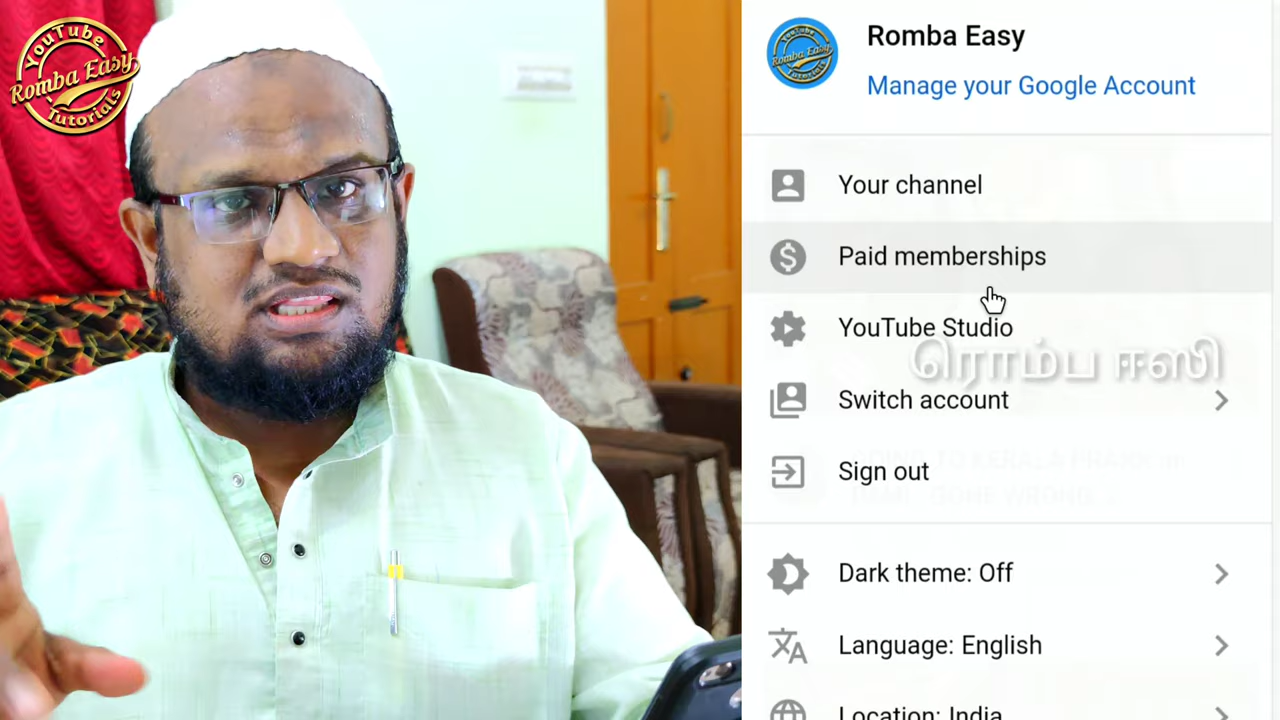 YouTube
Romba Easy
Tutorials
Romba Easy
Manage your Google Account
Your channel
Paid memberships
YouTube Studio
ரொம்ப ஈஸி
Switch account
Sign out
Dark theme: Off
Language: English
Location: India